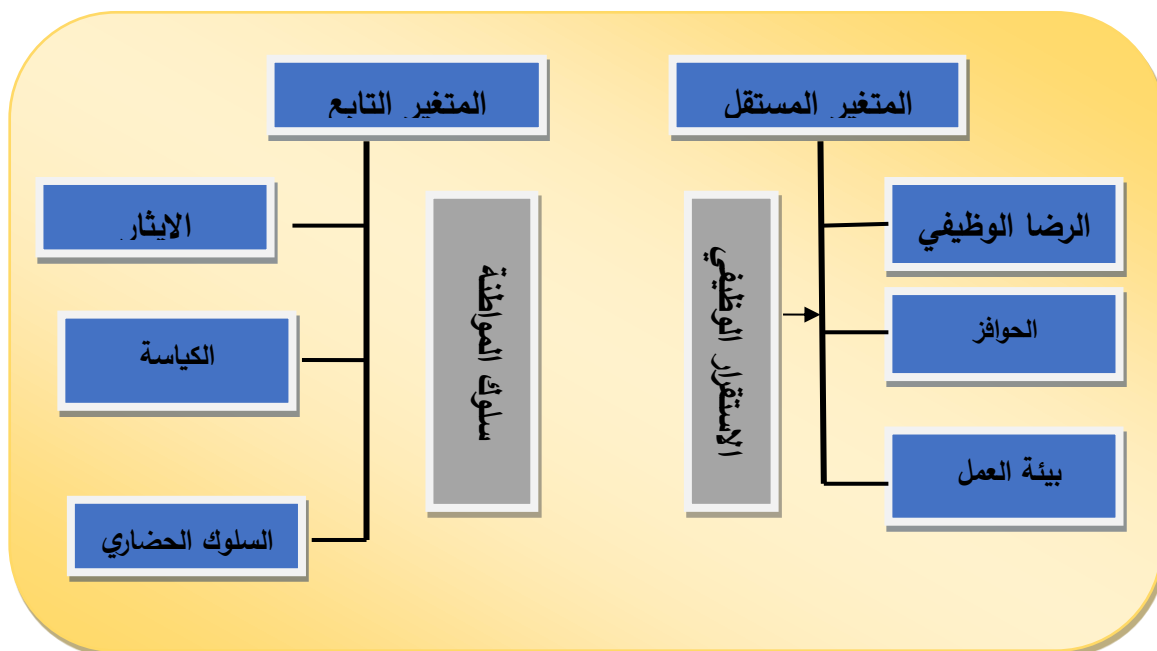 المتغير المستقل
المتغير التابع
الرضا الوظيفي
الحوافز
بيئة العمل
الاستقرار الوظيفي
سلوك المواطنة
الايثار
الكياسة
السلوك الحضاري